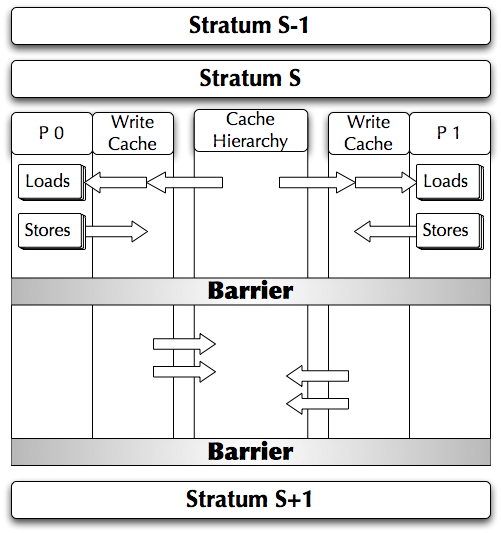 Stratum S-1
Stratum S
P 0
Write
Cache
Cache
Hierarchy
Write
Cache
P 1
Loads
Loads
Stores
Stores
Barrier
Barrier
Stratum S+1